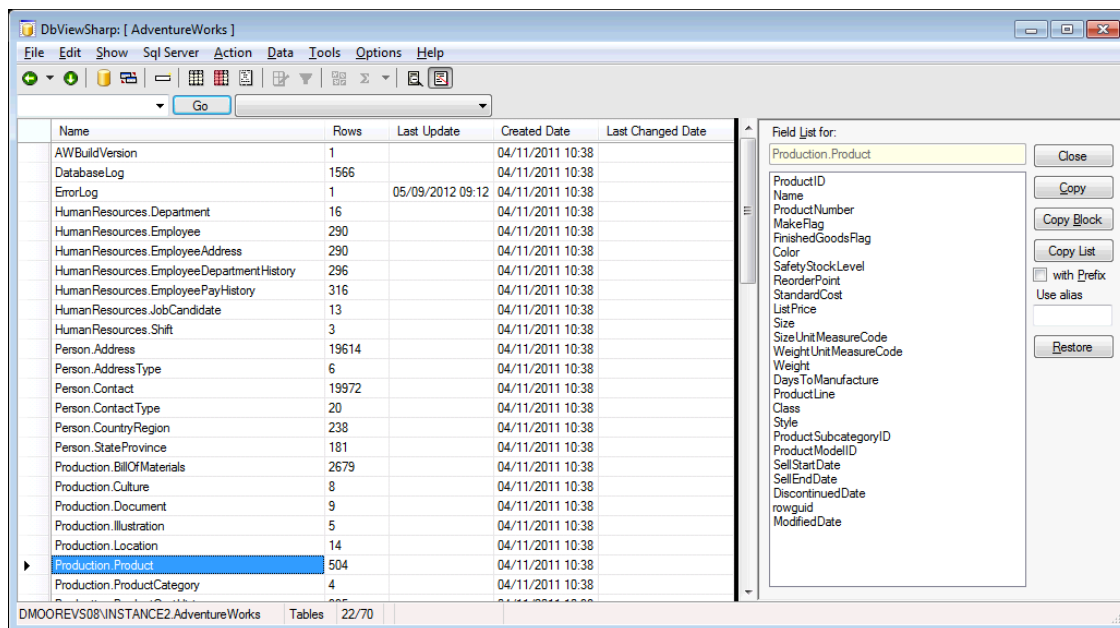 DbViewSharp: [ AdventureWorks ]
File Edit Show Sql Server Action Data Tools Options Help
Go
Name Rows Last Update Created Date Last Changed Date
AWBuildVersion 1 04/11/2011 10:38
DatabaseLog 1566 04/11/2011 10:38
ErrorLog 1 05/09/2012 09:12 04/11/2011 10:38
HumanResources.Department 16 04/11/2011 10:38
HumanResources.Employee 290 04/11/2011 10:38
HumanResources.EmployeeAddress 290 04/11/2011 10:38
HumanResources.EmployeeDepartmentHistory 296 04/11/2011 10:38
HumanResources.EmployeePayHistory 316 04/11/2011 10:38
HumanResources.JobCandidate 13 04/11/2011 10:38
HumanResources.Shift 3 04/11/2011 10:38
Person.Address 19614 04/11/2011 10:38
Person.AddressType 6 04/11/2011 10:38
Person.Contact 19972 04/11/2011 10:38
Person.ContactType 20 04/11/2011 10:38
Person.CountryRegion 238 04/11/2011 10:38
Person.StateProvince 181 04/11/2011 10:38
Production.BillOfMaterials 2679 04/11/2011 10:38
Production.Culture 8 04/11/2011 10:38
Production.Document 9 04/11/2011 10:38
Production.Illustration 5 04/11/2011 10:38
Production.Location 14 04/11/2011 10:38
Production.Product 504 04/11/2011 10:38
Production.ProductCategory 4 04/11/2011 10:38
Field List for:
Production.Product
ProductID
Name
ProductNumber
MakeFlag
FinishedGoodsFlag
Color
SafetyStockLevel
ReorderPoint
StandardCost
ListPrice
Size
SizeUnitMeasureCode
WeightUnitMeasureCode
Weight
DaysToManufacture
ProductLine
Class
Style
ProductSubcategoryID
ProductModelID
SellStartDate
SellEndDate
DiscontinuedDate
rowguid
ModifiedDate
Close
Copy
Copy Block
Copy List
with Prefix
Use alias
Restore
DMOOREVS08\INSTANCE2.AdventureWorks Tables 22/70